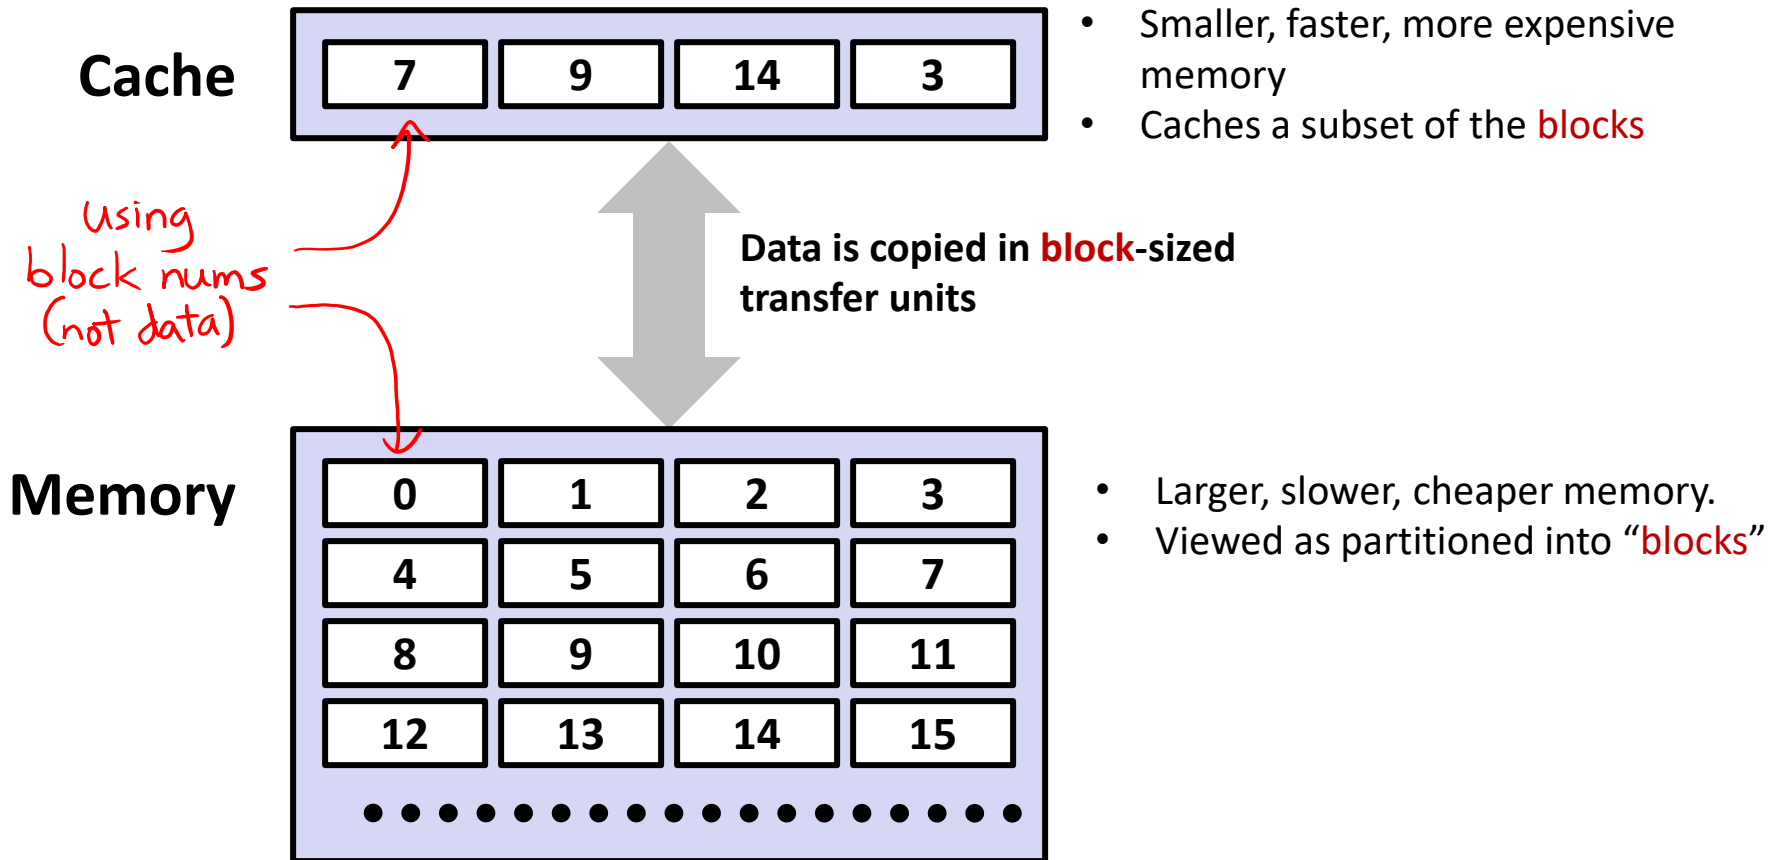 Cache
7 9 14 3
• Smaller, faster, more expensive
memory
• Caches a subset of the blocks
Using
block nums
(not data)
Data is copied in block-sized
transfer units
Memory
0 1 2 3
4 5 6 7
8 9 10 11
12 13 14 15
• Larger, slower, cheaper memory.
• Viewed as partitioned into “blocks”